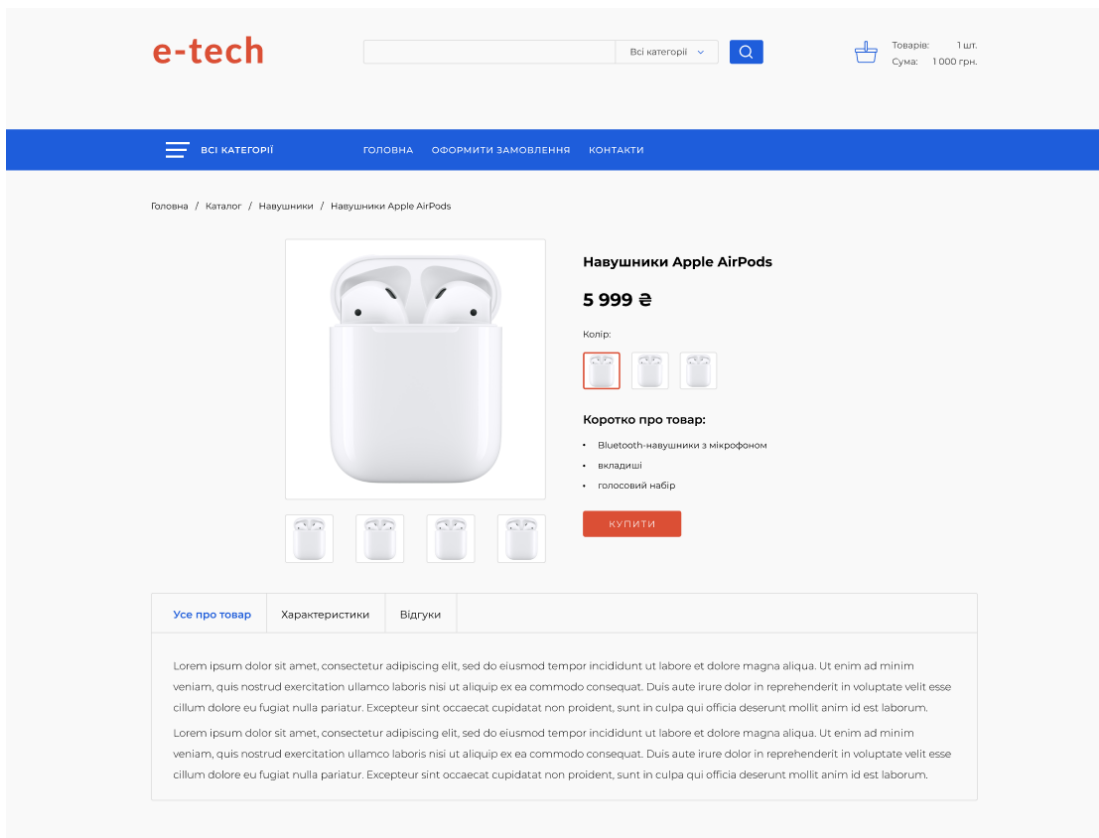 e-tech
Всі категорії
Товарів: 1 шт.
Сума: 1 000 грн.
ВСІ КАТЕГОРІЇ
ГОЛОВНА ОФОРМИТИ ЗАМОВЛЕННЯ КОНТАКТИ
Головна / Каталог / Навушники / Навушники Apple AirPods
Навушники Apple AirPods
5 999 ₴
Колір:
Коротко про товар:
• Bluetooth-навушники з мікрофоном
• вкладиші
• голосовий набір
КУПИТИ
Усе про товар Характеристики Відгуки
Lorem ipsum dolor sit amet, consectetur adipiscing elit, sed do eiusmod tempor incididunt ut labore et dolore magna aliqua. Ut enim ad minim
veniam, quis nostrud exercitation ullamco laboris nisi ut aliquip ex ea commodo consequat. Duis aute irure dolor in reprehenderit in voluptate velit esse
cillum dolore eu fugiat nulla pariatur. Excepteur sint occaecat cupidatat non proident, sunt in culpa qui officia deserunt mollit anim id est laborum.
Lorem ipsum dolor sit amet, consectetur adipiscing elit, sed do eiusmod tempor incididunt ut labore et dolore magna aliqua. Ut enim ad minim
veniam, quis nostrud exercitation ullamco laboris nisi ut aliquip ex ea commodo consequat. Duis aute irure dolor in reprehenderit in voluptate velit esse
cillum dolore eu fugiat nulla pariatur. Excepteur sint occaecat cupidatat non proident, sunt in culpa qui officia deserunt mollit anim id est laborum.